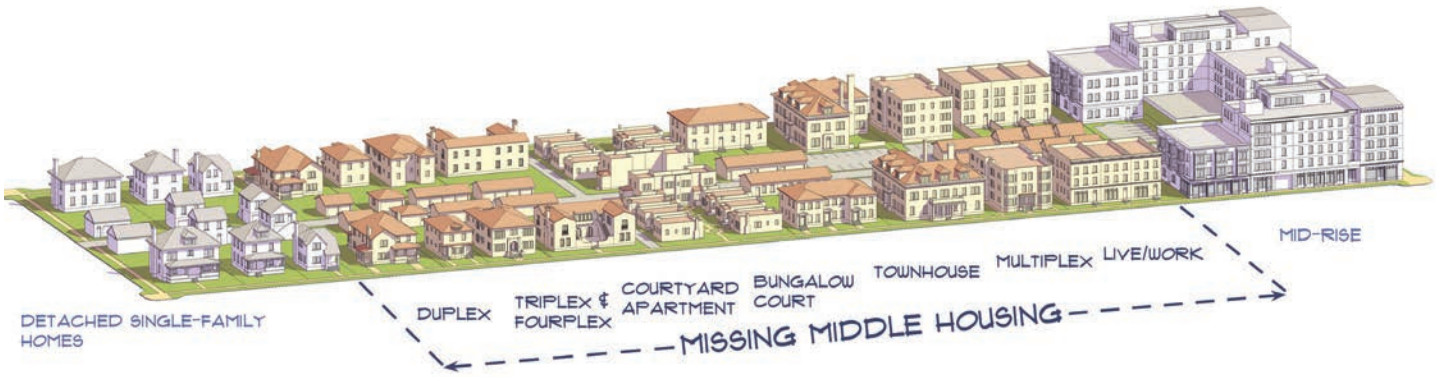 DETACHED SINGLE-FAMILY
HOMES
DUPLEX
TRIPLEX &
FOURPLEX
COURTYARD
APARTMENT
BUNGALOW
COURT
TOWNHOUSE
MULTIPLEX
LIVE/WORK
MID-RISE
MISSING MIDDLE HOUSING